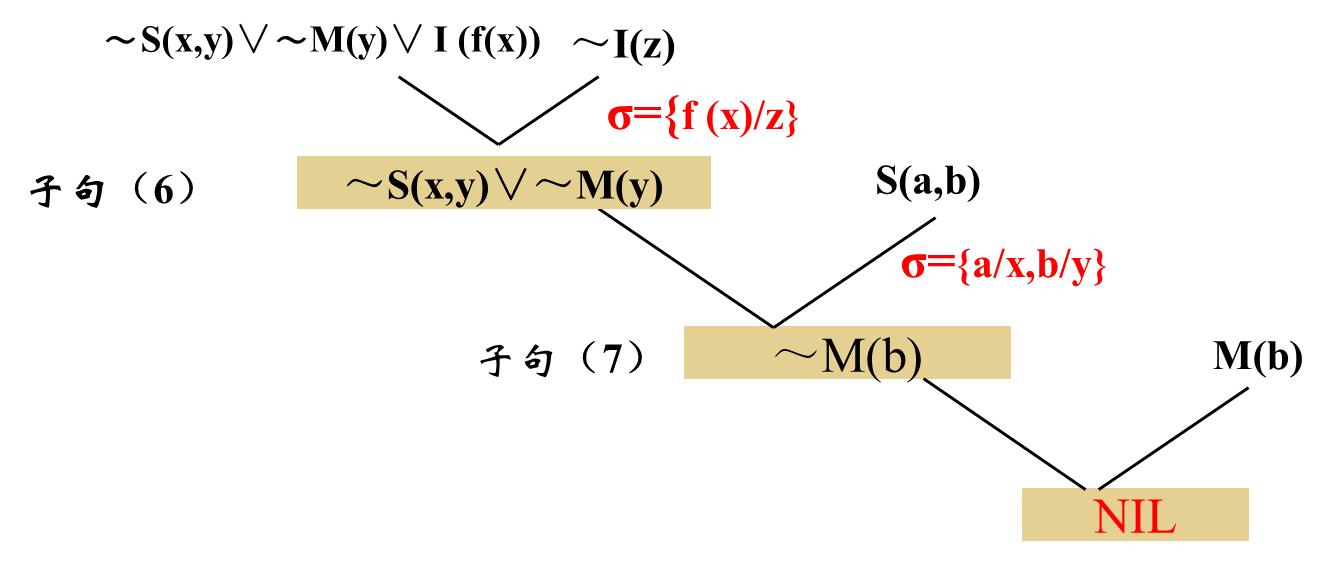 ～S(x,y)∨～M(y)∨ I (f(x))  ～I(z)
σ={f (x)/z}
子句（6） ～S(x,y)∨～M(y) S(a,b)
σ={a/x,b/y}
子句（7） ～M(b) M(b)
NIL